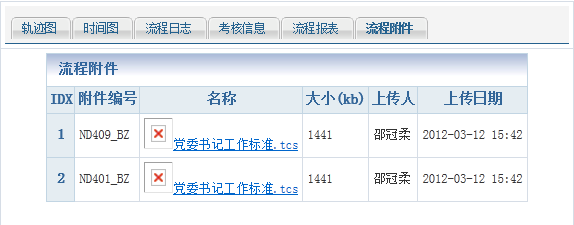 轨迹图 时间图 流程日志 考核信息 流程报表 流程附件
流程附件
IDX 附件编号 名称 大小(kb) 上传人 上传日期
1 ND409_BZ 党委书记工作标准.tcs 1441 邵冠柔 2012-03-12 15:42
2 ND401_BZ 党委书记工作标准.tcs 1441 邵冠柔 2012-03-12 15:42